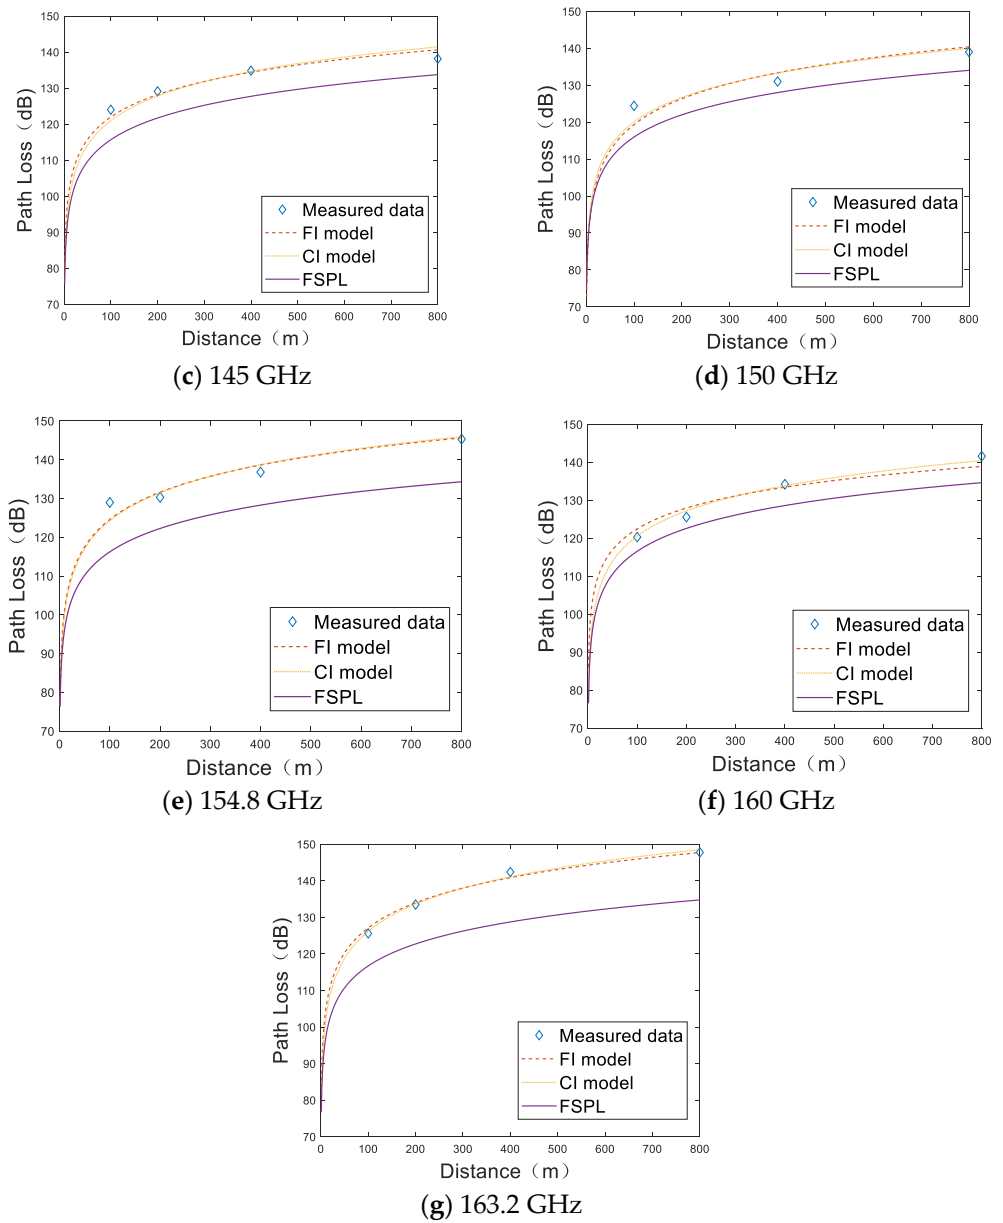 150
140
130
120
110
100
90
80
70
Path Loss（dB）
Measured data
FI model
CI model
FSPL
0 100 200 300 400 500 600 700 800
Distance（m）
(c) 145 GHz
150
140
130
120
110
100
90
80
70
Path Loss（dB）
Measured data
FI model
CI model
FSPL
0 100 200 300 400 500 600 700 800
Distance（m）
(d) 150 GHz
150
140
130
120
110
100
90
80
70
Path Loss（dB）
Measured data
FI model
CI model
FSPL
0 100 200 300 400 500 600 700 800
Distance（m）
(e) 154.8 GHz
150
140
130
120
110
100
90
80
70
Path Loss（dB）
Measured data
FI model
CI model
FSPL
0 100 200 300 400 500 600 700 800
Distance（m）
(f) 160 GHz
150
140
130
120
110
100
90
80
70
Path Loss（dB）
Measured data
FI model
CI model
FSPL
0 100 200 300 400 500 600 700 800
Distance（m）
(g) 163.2 GHz